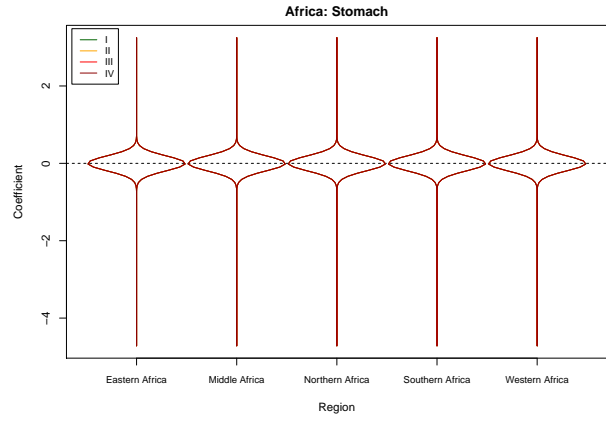 Africa: Stomach
I
II
III
IV
Coefficient
2
0
−2
−4
Eastern Africa
Middle Africa
Northern Africa
Southern Africa
Western Africa
Region